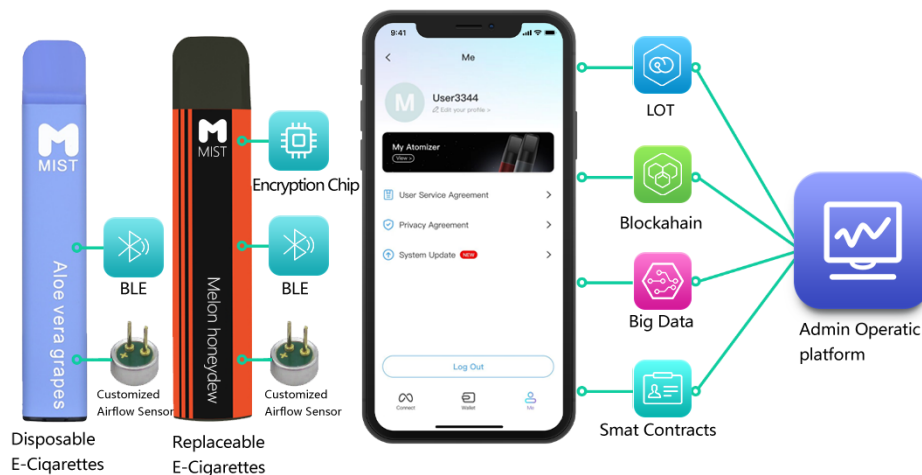 MIST
Aloe vera grapes
MIST
Melon honeydew
Encryption Chip
BLE
BLE
Customized
Airflow Sensor
Customized
Airflow Sensor
Disposable
E-Ciqarettes
Replaceable
E-Ciqarettes
9:41
Me
M
User3344
Edit your profile >
My Atomizer
View >
User Service Agreement
Privacy Agreement
System Update NEW
Log Out
Connect
Wallet
Me
LOT
Blockahain
Big Data
Smat Contracts
Admin Operatic
platform